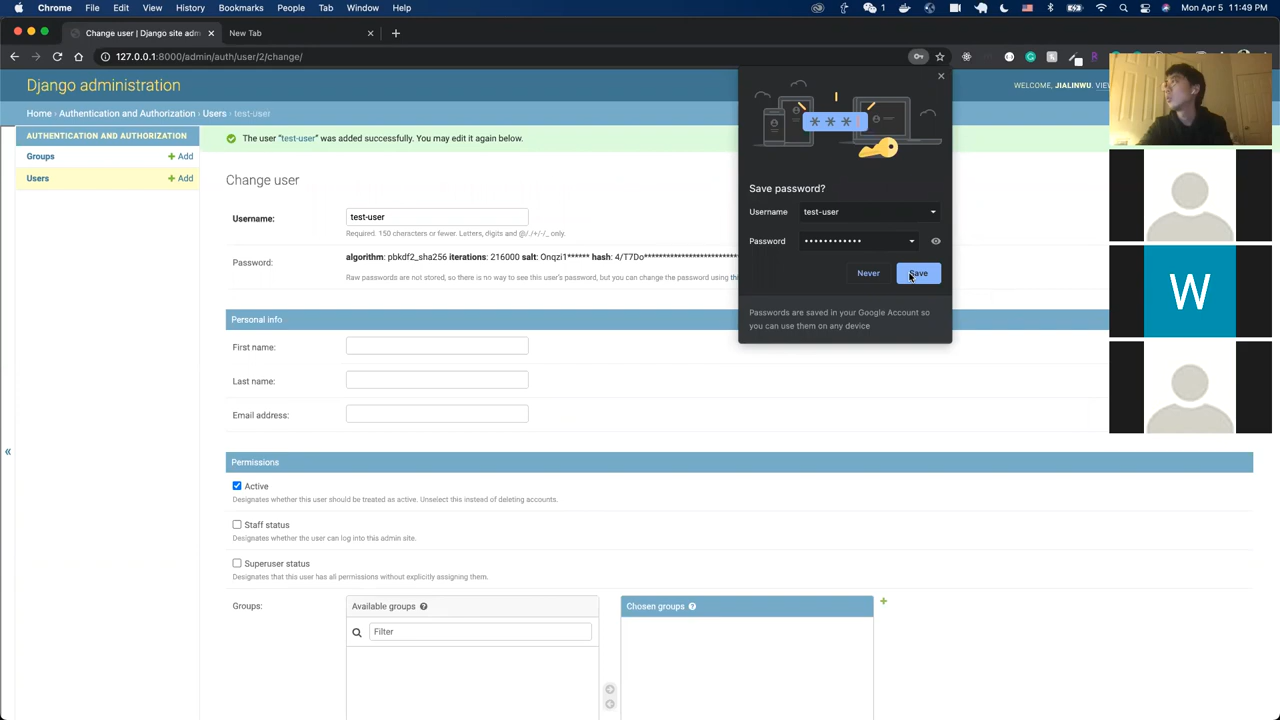 Chrome File Edit View History Bookmarks People Tab Window Help
Change user | Django site adm
New Tab
127.0.0.1:8000/admin/auth/user/2/change/
Django administration
WELCOME, JIALINWU. VIE
Home › Authentication and Authorization › Users › test-user
AUTHENTICATION AND AUTHORIZATION
Groups
Add
Users
Add
The user "test-user" was added successfully. You may edit it again below.
Change user
Username:
test-user
Required. 150 characters or fewer. Letters, digits and @/./+/-/_ only.
Password:
algorithm: pbkdf2_sha256 iterations: 216000 salt: Onqzi1****** hash: 4/T7Do**************************
Raw passwords are not stored, so there is no way to see this user's password, but you can change the password using th
Personal info
First name:
Last name:
Email address:
Permissions
Active
Designates whether this user should be treated as active. Unselect this instead of deleting accounts.
Staff status
Designates whether the user can log into this admin site.
Superuser status
Designates that this user has all permissions without explicitly assigning them.
Groups:
Available groups
Filter
Chosen groups
Save password?
Username
test-user
Password
••••••••••••
Never
Save
Passwords are saved in your Google Account so
you can use them on any device
W